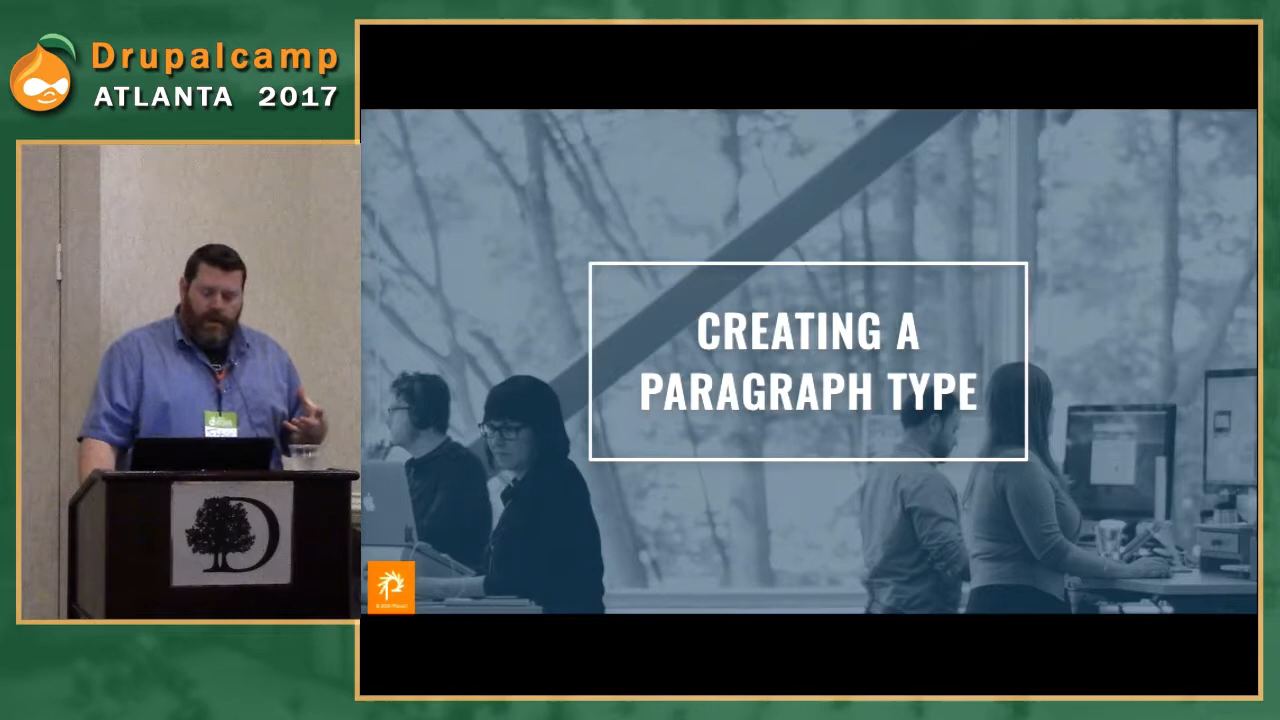 Drupalcamp
ATLANTA 2017
CREATING A
PARAGRAPH TYPE
D